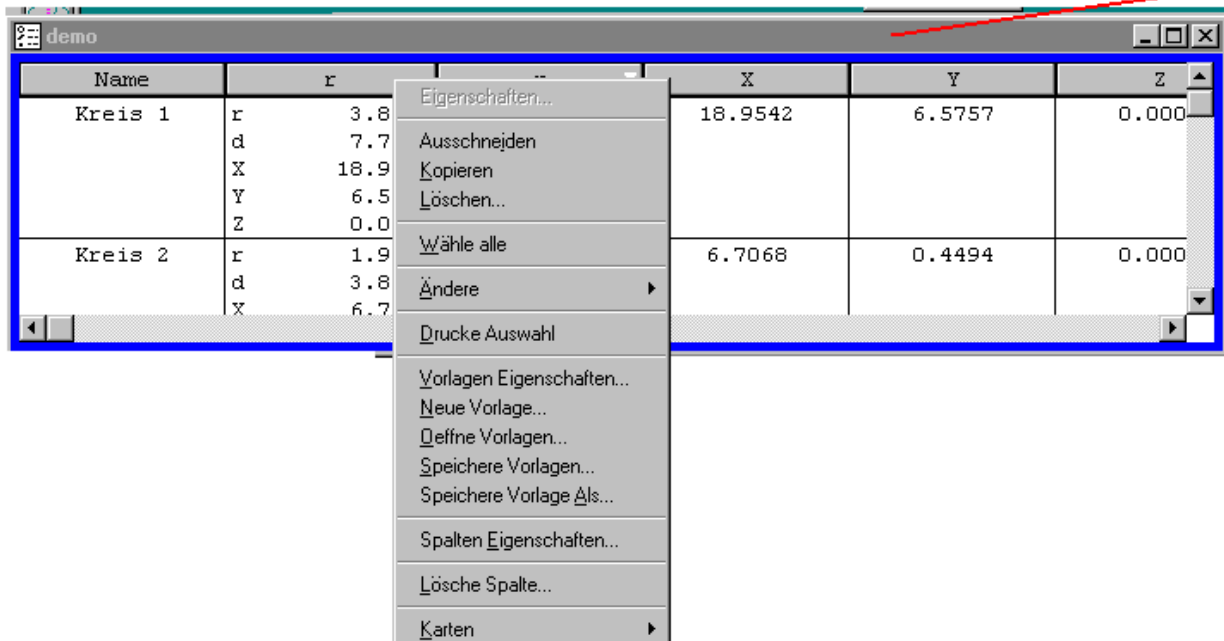 demo
Name r X Y Z
Kreis 1 r 3.8 18.9542 6.5757 0.000
d 7.7
X 18.9
Y 6.5
Z 0.0
Kreis 2 r 1.9 6.7068 0.4494 0.000
d 3.8
X 6.7
Eigenschaften...
Ausschneiden
Kopieren
Löschen...
Wähle alle
Ändere
Drucke Auswahl
Vorlagen Eigenschaften...
Neue Vorlage...
Oeffne Vorlagen...
Speichere Vorlagen...
Speichere Vorlage Als...
Spalten Eigenschaften...
Lösche Spalte...
Karten